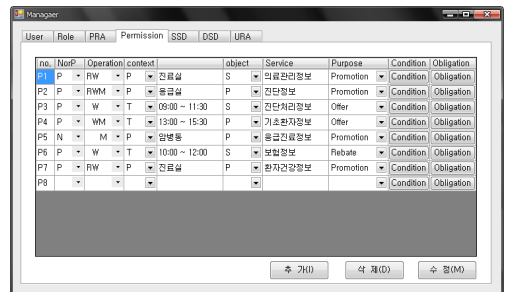 Managaer
User Role PRA Permission SSD DSD URA
no, NorP Operation context object Service Purpose Condition Obligation
P1 P RW P 진료실 S 의료관리정보 Promotion Condition Obligation
P2 P RWM P 응급실 P 진단정보 Promotion Condition Obligation
P3 P W T 09:00 ~ 11:30 S 진단처리정보 Offer Condition Obligation
P4 P WM T 13:00 ~ 15:30 P 기초환자정보 Offer Condition Obligation
P5 N M P 암병동 P 응급진료정보 Promotion Condition Obligation
P6 P W T 10:00 ~ 12:00 S 보험정보 Rebate Condition Obligation
P7 P RW P 진료실 P 환자건강정보 Promotion Condition Obligation
P8 Condition Obligation
추 가(I) 삭 제(D) 수 정(M)